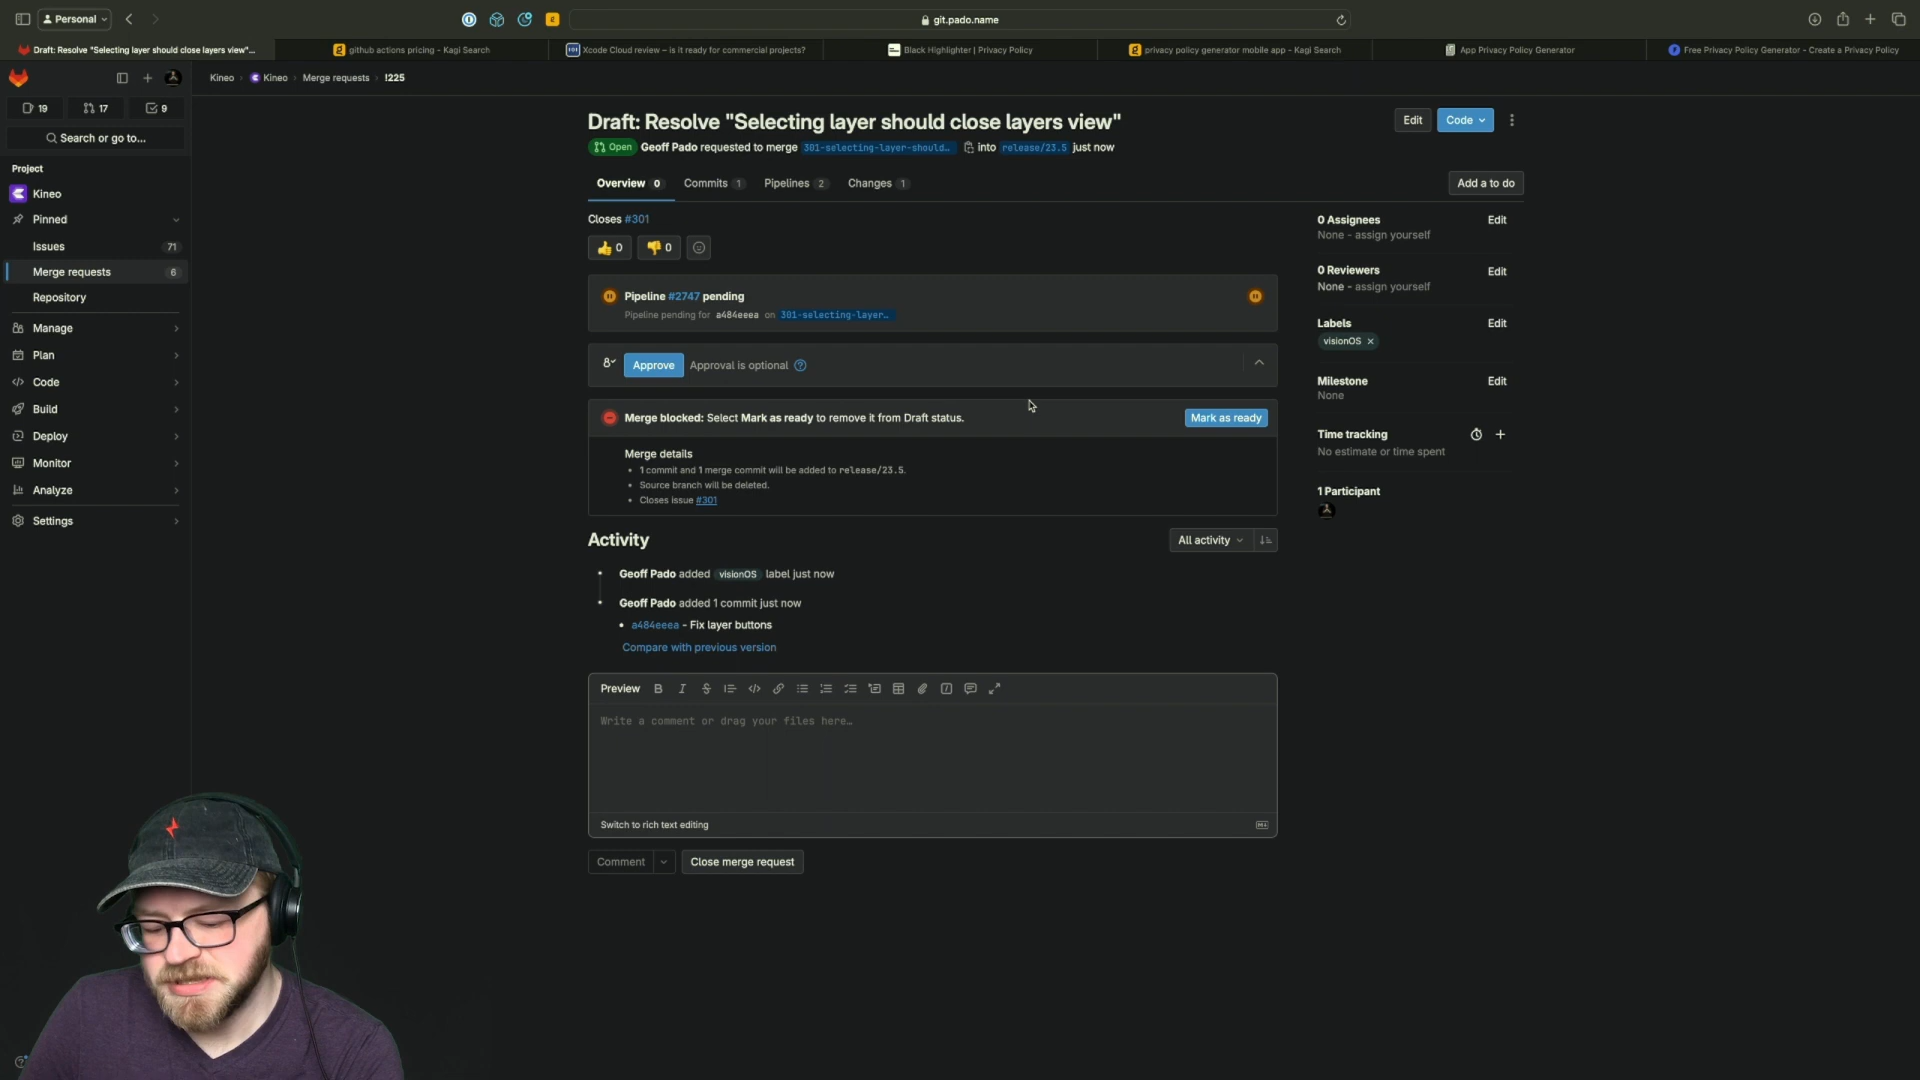 Personal
git.pado.name
Draft: Resolve "Selecting layer should close layers view"...
github actions pricing - Kagi Search
Xcode Cloud review – is it ready for commercial projects?
Black Highlighter | Privacy Policy
privacy policy generator mobile app - Kagi Search
App Privacy Policy Generator
Free Privacy Policy Generator - Create a Privacy Policy
Kineo
Kineo
Merge requests
!225
19
17
9
Search or go to...
Project
Kineo
Pinned
Issues 71
Merge requests 6
Repository
Manage
Plan
Code
Build
Deploy
Monitor
Analyze
Settings
Draft: Resolve "Selecting layer should close layers view"
Edit
Code
Open Geoff Pado requested to merge 301-selecting-layer-should… into release/23.5 just now
Overview 0
Commits 1
Pipelines 2
Changes 1
Add a to do
Closes #301
0
0
Pipeline #2747 pending
Pipeline pending for a484eeea on 301-selecting-layer…
Approve Approval is optional
Merge blocked: Select Mark as ready to remove it from Draft status.
Mark as ready
Merge details
1 commit and 1 merge commit will be added to release/23.5.
Source branch will be deleted.
Closes issue #301
Activity
All activity
Geoff Pado added visionOS label just now
Geoff Pado added 1 commit just now
a484eeea - Fix layer buttons
Compare with previous version
Preview
Write a comment or drag your files here…
Switch to rich text editing
Comment
Close merge request
0 Assignees Edit
None - assign yourself
0 Reviewers Edit
None - assign yourself
Labels Edit
visionOS
Milestone Edit
None
Time tracking
No estimate or time spent
1 Participant